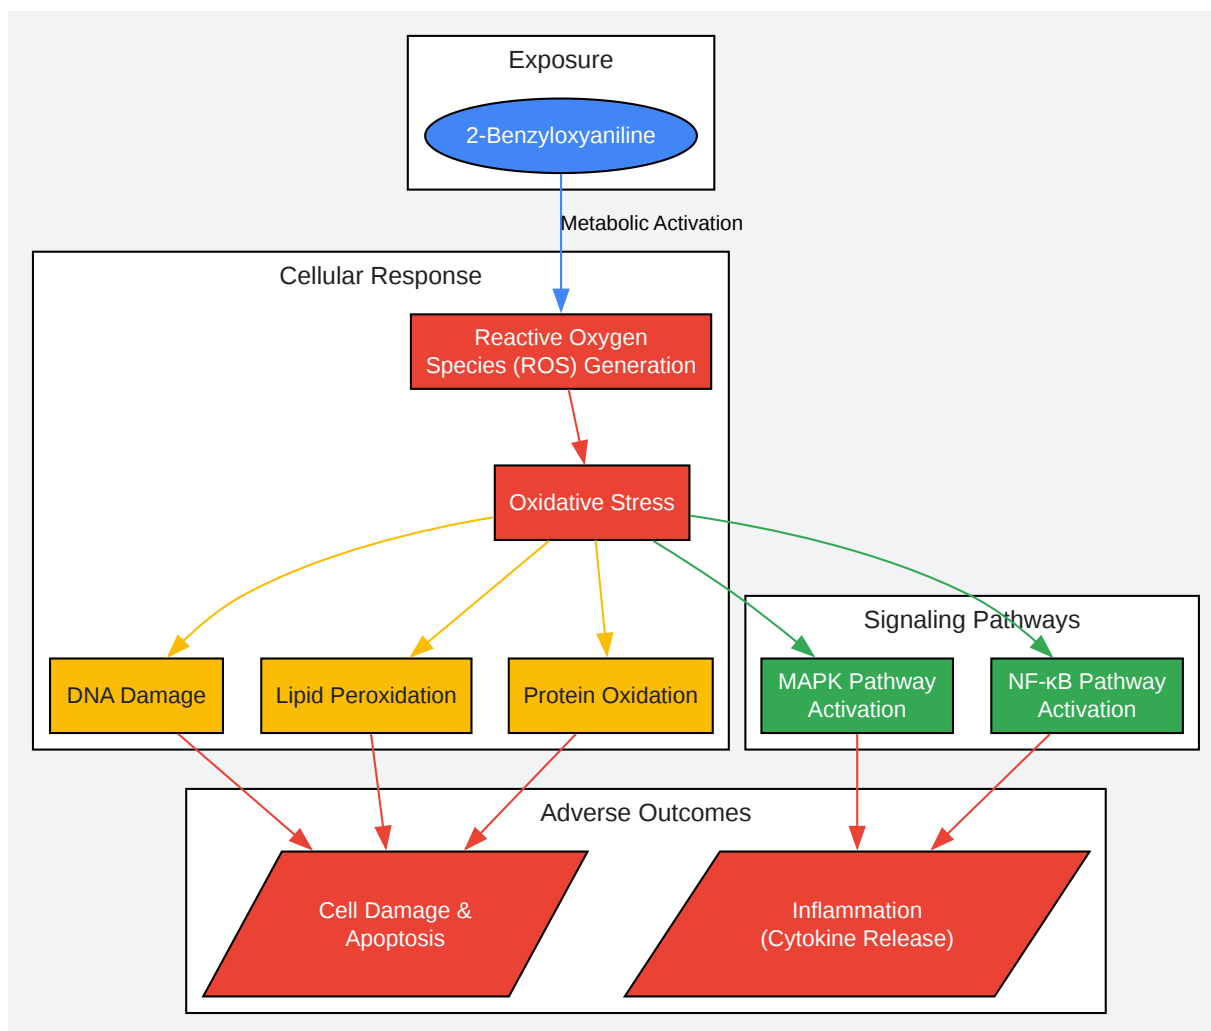 Exposure
2-Benzyloxyaniline
Metabolic Activation
Cellular Response
Reactive Oxygen
Species (ROS) Generation
Oxidative Stress
Signaling Pathways
DNA Damage
Lipid Peroxidation
Protein Oxidation
MAPK Pathway
Activation
NF-κB Pathway
Activation
Adverse Outcomes
Cell Damage &
Apoptosis
Inflammation
(Cytokine Release)